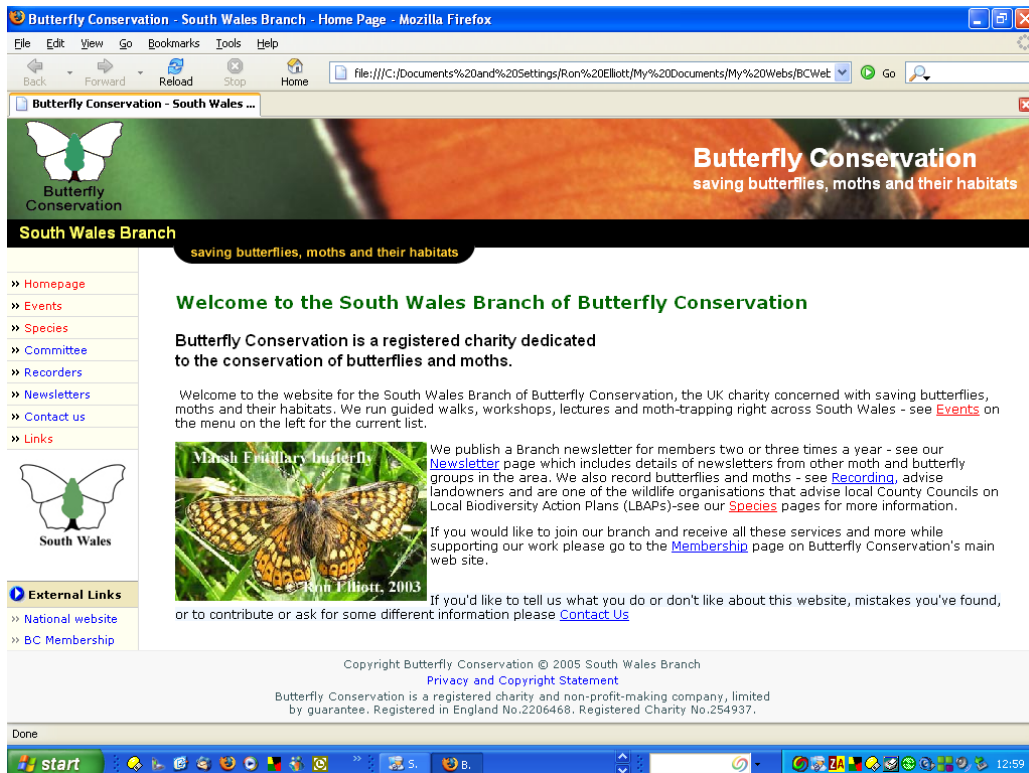 Butterfly Conservation - South Wales Branch - Home Page - Mozilla Firefox
File Edit View Go Bookmarks Tools Help
Back Forward Reload Stop Home file:///C:/Documents%20and%20Settings/Ron%20Elliott/My%20Documents/My%20Webs/BCWeb Go
Butterfly Conservation - South Wales ...
Butterfly Conservation
saving butterflies, moths and their habitats
Butterfly
Conservation
South Wales Branch
saving butterflies, moths and their habitats
» Homepage
» Events
» Species
» Committee
» Recorders
» Newsletters
» Contact us
» Links
South Wales
External Links
» National website
» BC Membership
Welcome to the South Wales Branch of Butterfly Conservation
Butterfly Conservation is a registered charity dedicated
to the conservation of butterflies and moths.
Welcome to the website for the South Wales Branch of Butterfly Conservation, the UK charity concerned with saving butterflies,
moths and their habitats. We run guided walks, workshops, lectures and moth-trapping right across South Wales - see Events on
the menu on the left for the current list.
Marsh Fritillary butterfly
© Ron Elliott, 2003
We publish a Branch newsletter for members two or three times a year - see our
Newsletter page which includes details of newsletters from other moth and butterfly
groups in the area. We also record butterflies and moths - see Recording, advise
landowners and are one of the wildlife organisations that advise local County Councils on
Local Biodiversity Action Plans (LBAPs)-see our Species pages for more information.
If you would like to join our branch and receive all these services and more while
supporting our work please go to the Membership page on Butterfly Conservation's main
web site.
If you'd like to tell us what you do or don't like about this website, mistakes you've found,
or to contribute or ask for some different information please Contact Us
Copyright Butterfly Conservation © 2005 South Wales Branch
Privacy and Copyright Statement
Butterfly Conservation is a registered charity and non-profit-making company, limited
by guarantee. Registered in England No.2206468. Registered Charity No.254937.
Done
start S. B. ZA 12:59